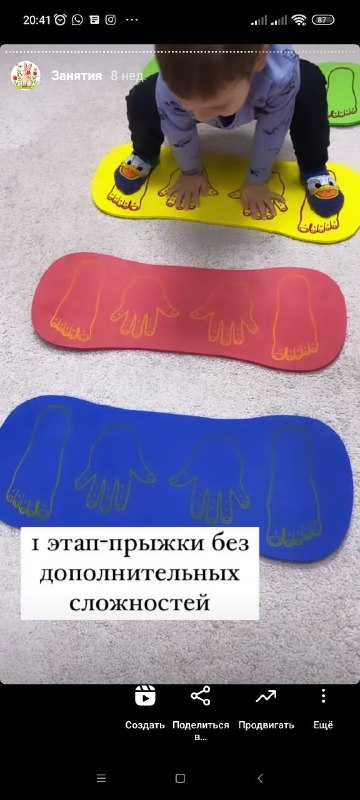 20:41
87
Занятия 8 нед.
1 этап-прыжки без
дополнительных
сложностей
Создать
Поделиться
в...
Продвигать
Ещё